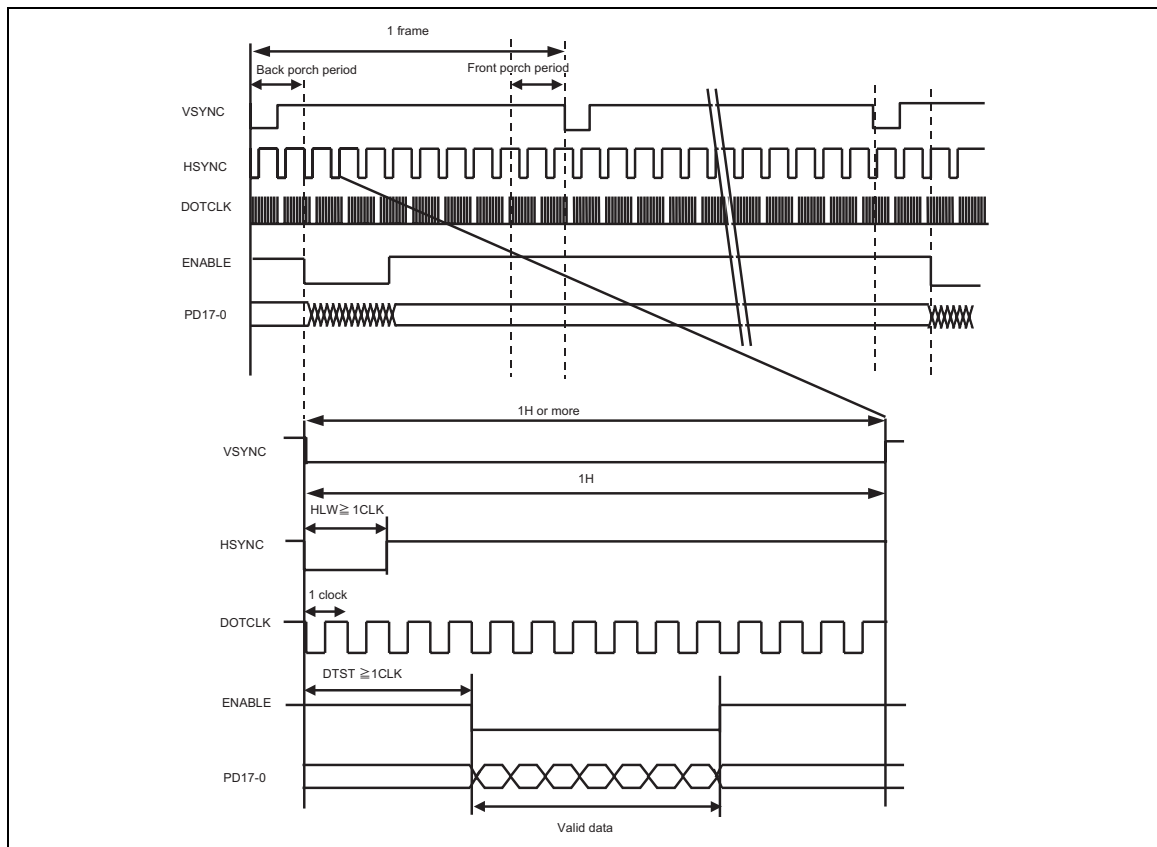 1 frame
Back porch period
Front porch period
VSYNC
HSYNC
DOTCLK
ENABLE
PD17-0
1H or more
VSYNC
1H
HLW≧ 1CLK
HSYNC
1 clock
DOTCLK
DTST ≧1CLK
ENABLE
PD17-0
Valid data